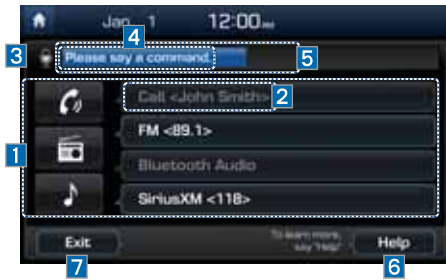 Jan. 1 12:00
4
3 Please say a command. 5
Call <John Smith> 2
FM <89.1>
1
Bluetooth Audio
SiriusXM <118>
Exit
To learn more,
say "Help"
Help
7 6